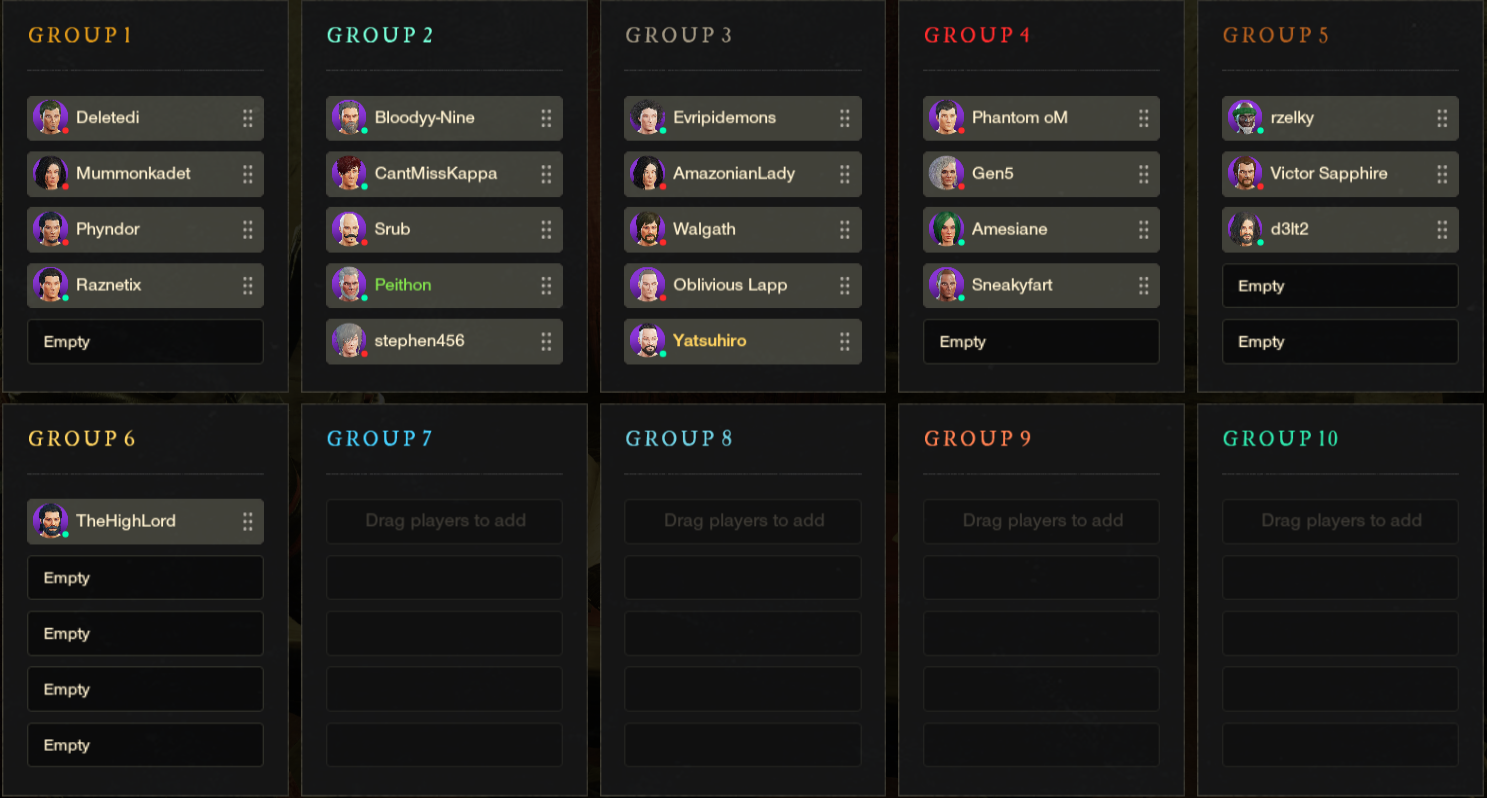 GROUP 1
Deletedi
Mummonkadet
Phyndor
Raznetix
Empty
GROUP 2
Bloodyy-Nine
CantMissKappa
Srub
Peithon
stephen456
GROUP 3
Evripidemons
AmazonianLady
Walgath
Oblivious Lapp
Yatsuhiro
GROUP 4
Phantom oM
Gen5
Amesiane
Sneakyfart
Empty
GROUP 5
rzelky
Victor Sapphire
d3lt2
Empty
Empty
GROUP 6
TheHighLord
Empty
Empty
Empty
Empty
GROUP 7
Drag players to add
GROUP 8
Drag players to add
GROUP 9
Drag players to add
GROUP 10
Drag players to add